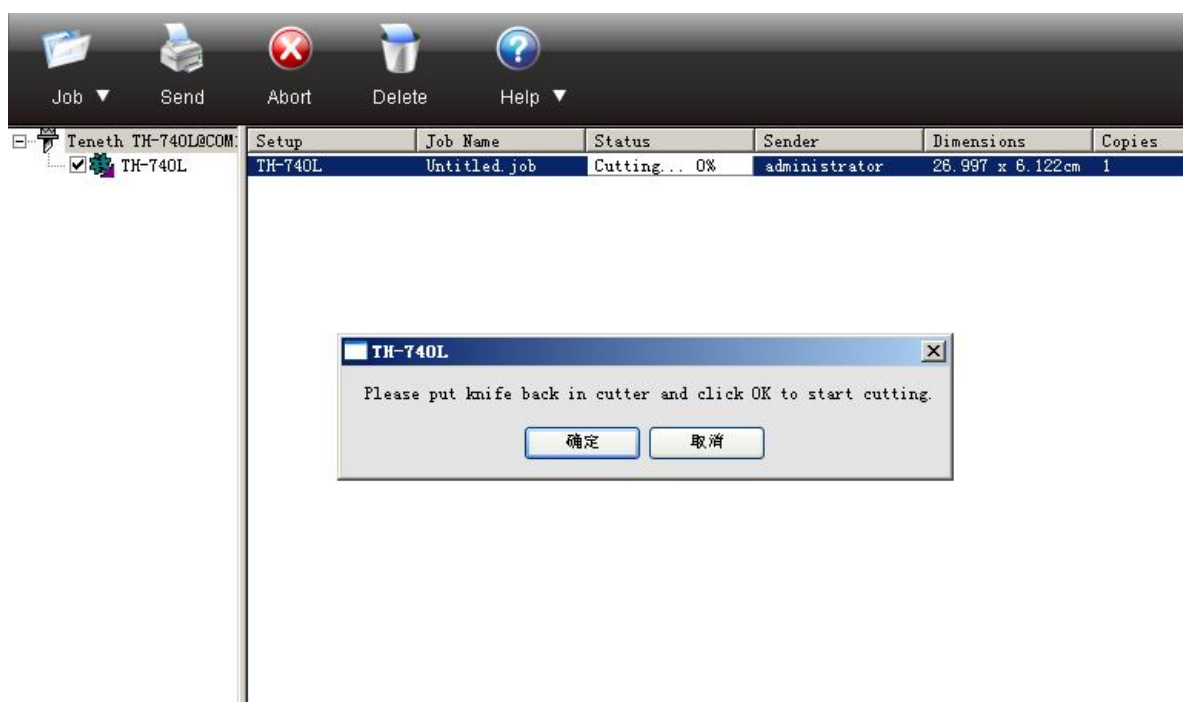 Job ▼ Send Abort Delete Help ▼
Teneth TH-740L@COM: Setup Job Name Status Sender Dimensions Copies
TH-740L TH-740L Untitled.job Cutting... 0% administrator 26.997 x 6.122cm 1
TH-740L
Please put knife back in cutter and click OK to start cutting.
确定 取消